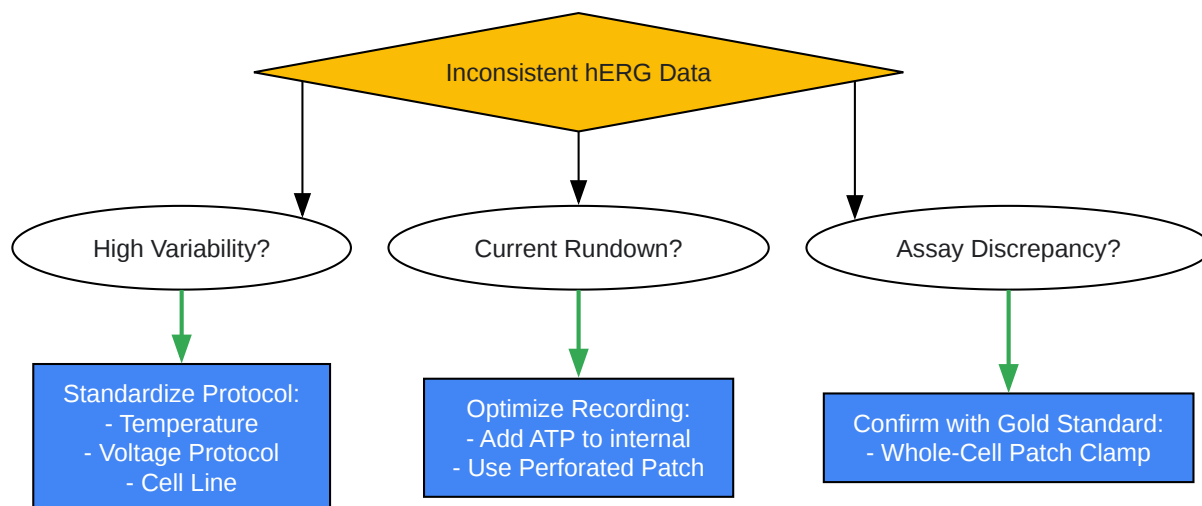 Inconsistent hERG Data
High Variability?
Current Rundown?
Assay Discrepancy?
Standardize Protocol:
- Temperature
- Voltage Protocol
- Cell Line
Optimize Recording:
- Add ATP to internal
- Use Perforated Patch
Confirm with Gold Standard:
- Whole-Cell Patch Clamp